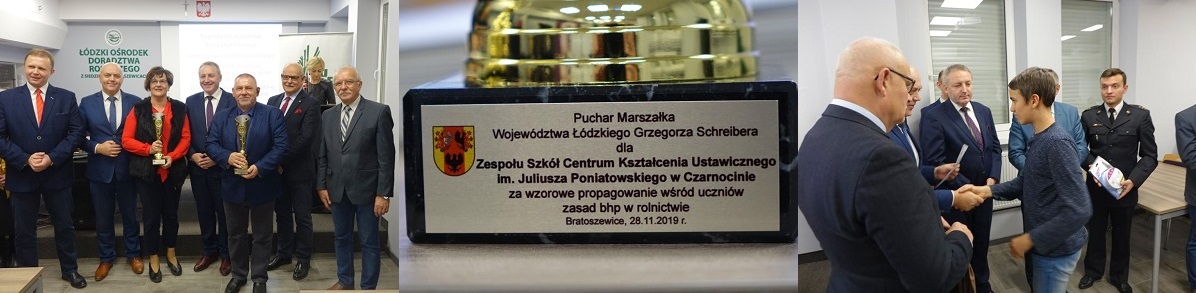 ŁÓDZKI OŚRODEK
DORADZTWA
Puchar Marszałka
Województwa Łódzkiego Grzegorza Schreibera
dla
Zespołu Szkół Centrum Kształcenia Ustawicznego
im. Juliusza Poniatowskiego w Czarnocinie
za wzorowe propagowanie wśród uczniów
zasad bhp w rolnictwie
Bratoszewice, 28.11.2019 r.